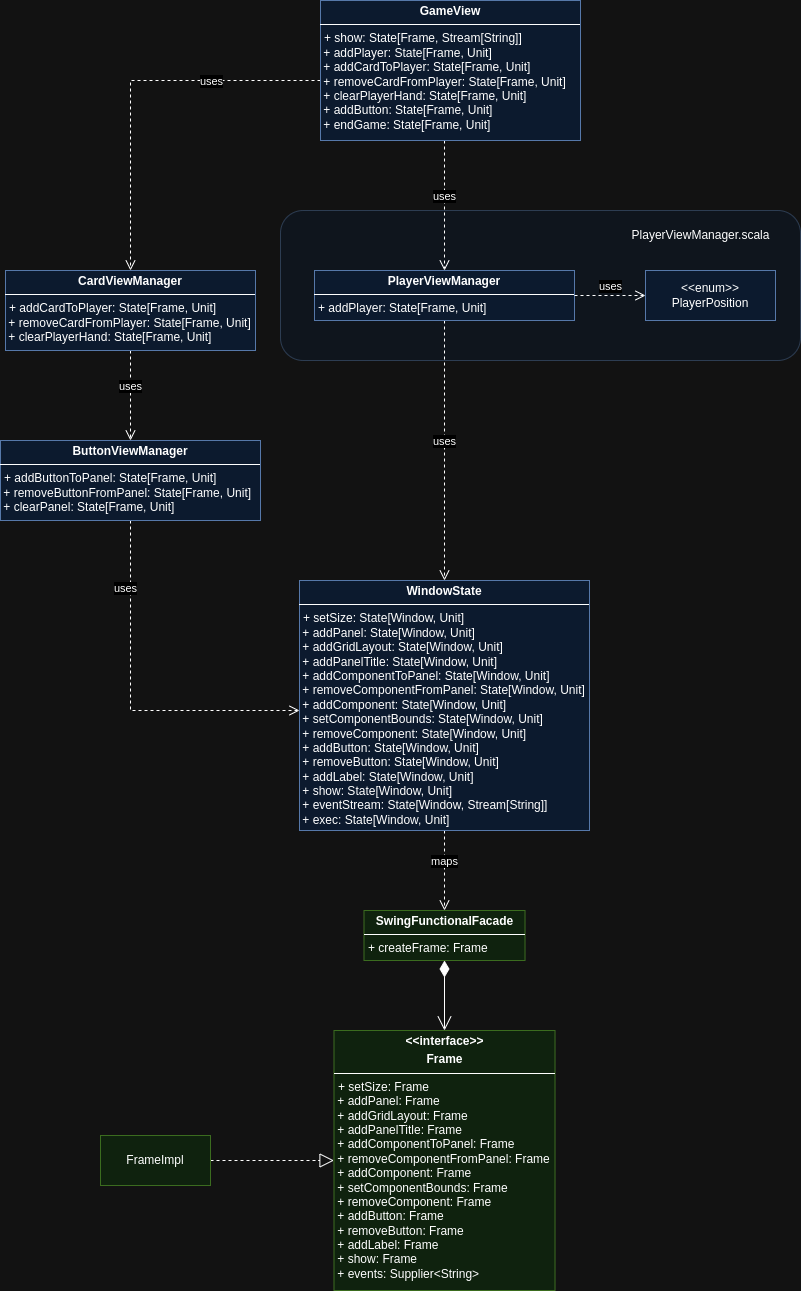 GameView
+ show: State[Frame, Stream[String]]
+ addPlayer: State[Frame, Unit]
+ addCardToPlayer: State[Frame, Unit]
+ removeCardFromPlayer: State[Frame, Unit]
+ clearPlayerHand: State[Frame, Unit]
+ addButton: State[Frame, Unit]
+ endGame: State[Frame, Unit]
uses
uses
PlayerViewManager.scala
CardViewManager
+ addCardToPlayer: State[Frame, Unit]
+ removeCardFromPlayer: State[Frame, Unit]
+ clearPlayerHand: State[Frame, Unit]
PlayerViewManager
+ addPlayer: State[Frame, Unit]
uses
<<enum>>
PlayerPosition
uses
uses
ButtonViewManager
+ addButtonToPanel: State[Frame, Unit]
+ removeButtonFromPanel: State[Frame, Unit]
+ clearPanel: State[Frame, Unit]
uses
WindowState
+ setSize: State[Window, Unit]
+ addPanel: State[Window, Unit]
+ addGridLayout: State[Window, Unit]
+ addPanelTitle: State[Window, Unit]
+ addComponentToPanel: State[Window, Unit]
+ removeComponentFromPanel: State[Window, Unit]
+ addComponent: State[Window, Unit]
+ setComponentBounds: State[Window, Unit]
+ removeComponent: State[Window, Unit]
+ addButton: State[Window, Unit]
+ removeButton: State[Window, Unit]
+ addLabel: State[Window, Unit]
+ show: State[Window, Unit]
+ eventStream: State[Window, Stream[String]]
+ exec: State[Window, Unit]
maps
SwingFunctionalFacade
+ createFrame: Frame
<<interface>>
Frame
+ setSize: Frame
+ addPanel: Frame
+ addGridLayout: Frame
+ addPanelTitle: Frame
+ addComponentToPanel: Frame
+ removeComponentFromPanel: Frame
+ addComponent: Frame
+ setComponentBounds: Frame
+ removeComponent: Frame
+ addButton: Frame
+ removeButton: Frame
+ addLabel: Frame
+ show: Frame
+ events: Supplier<String>
FrameImpl